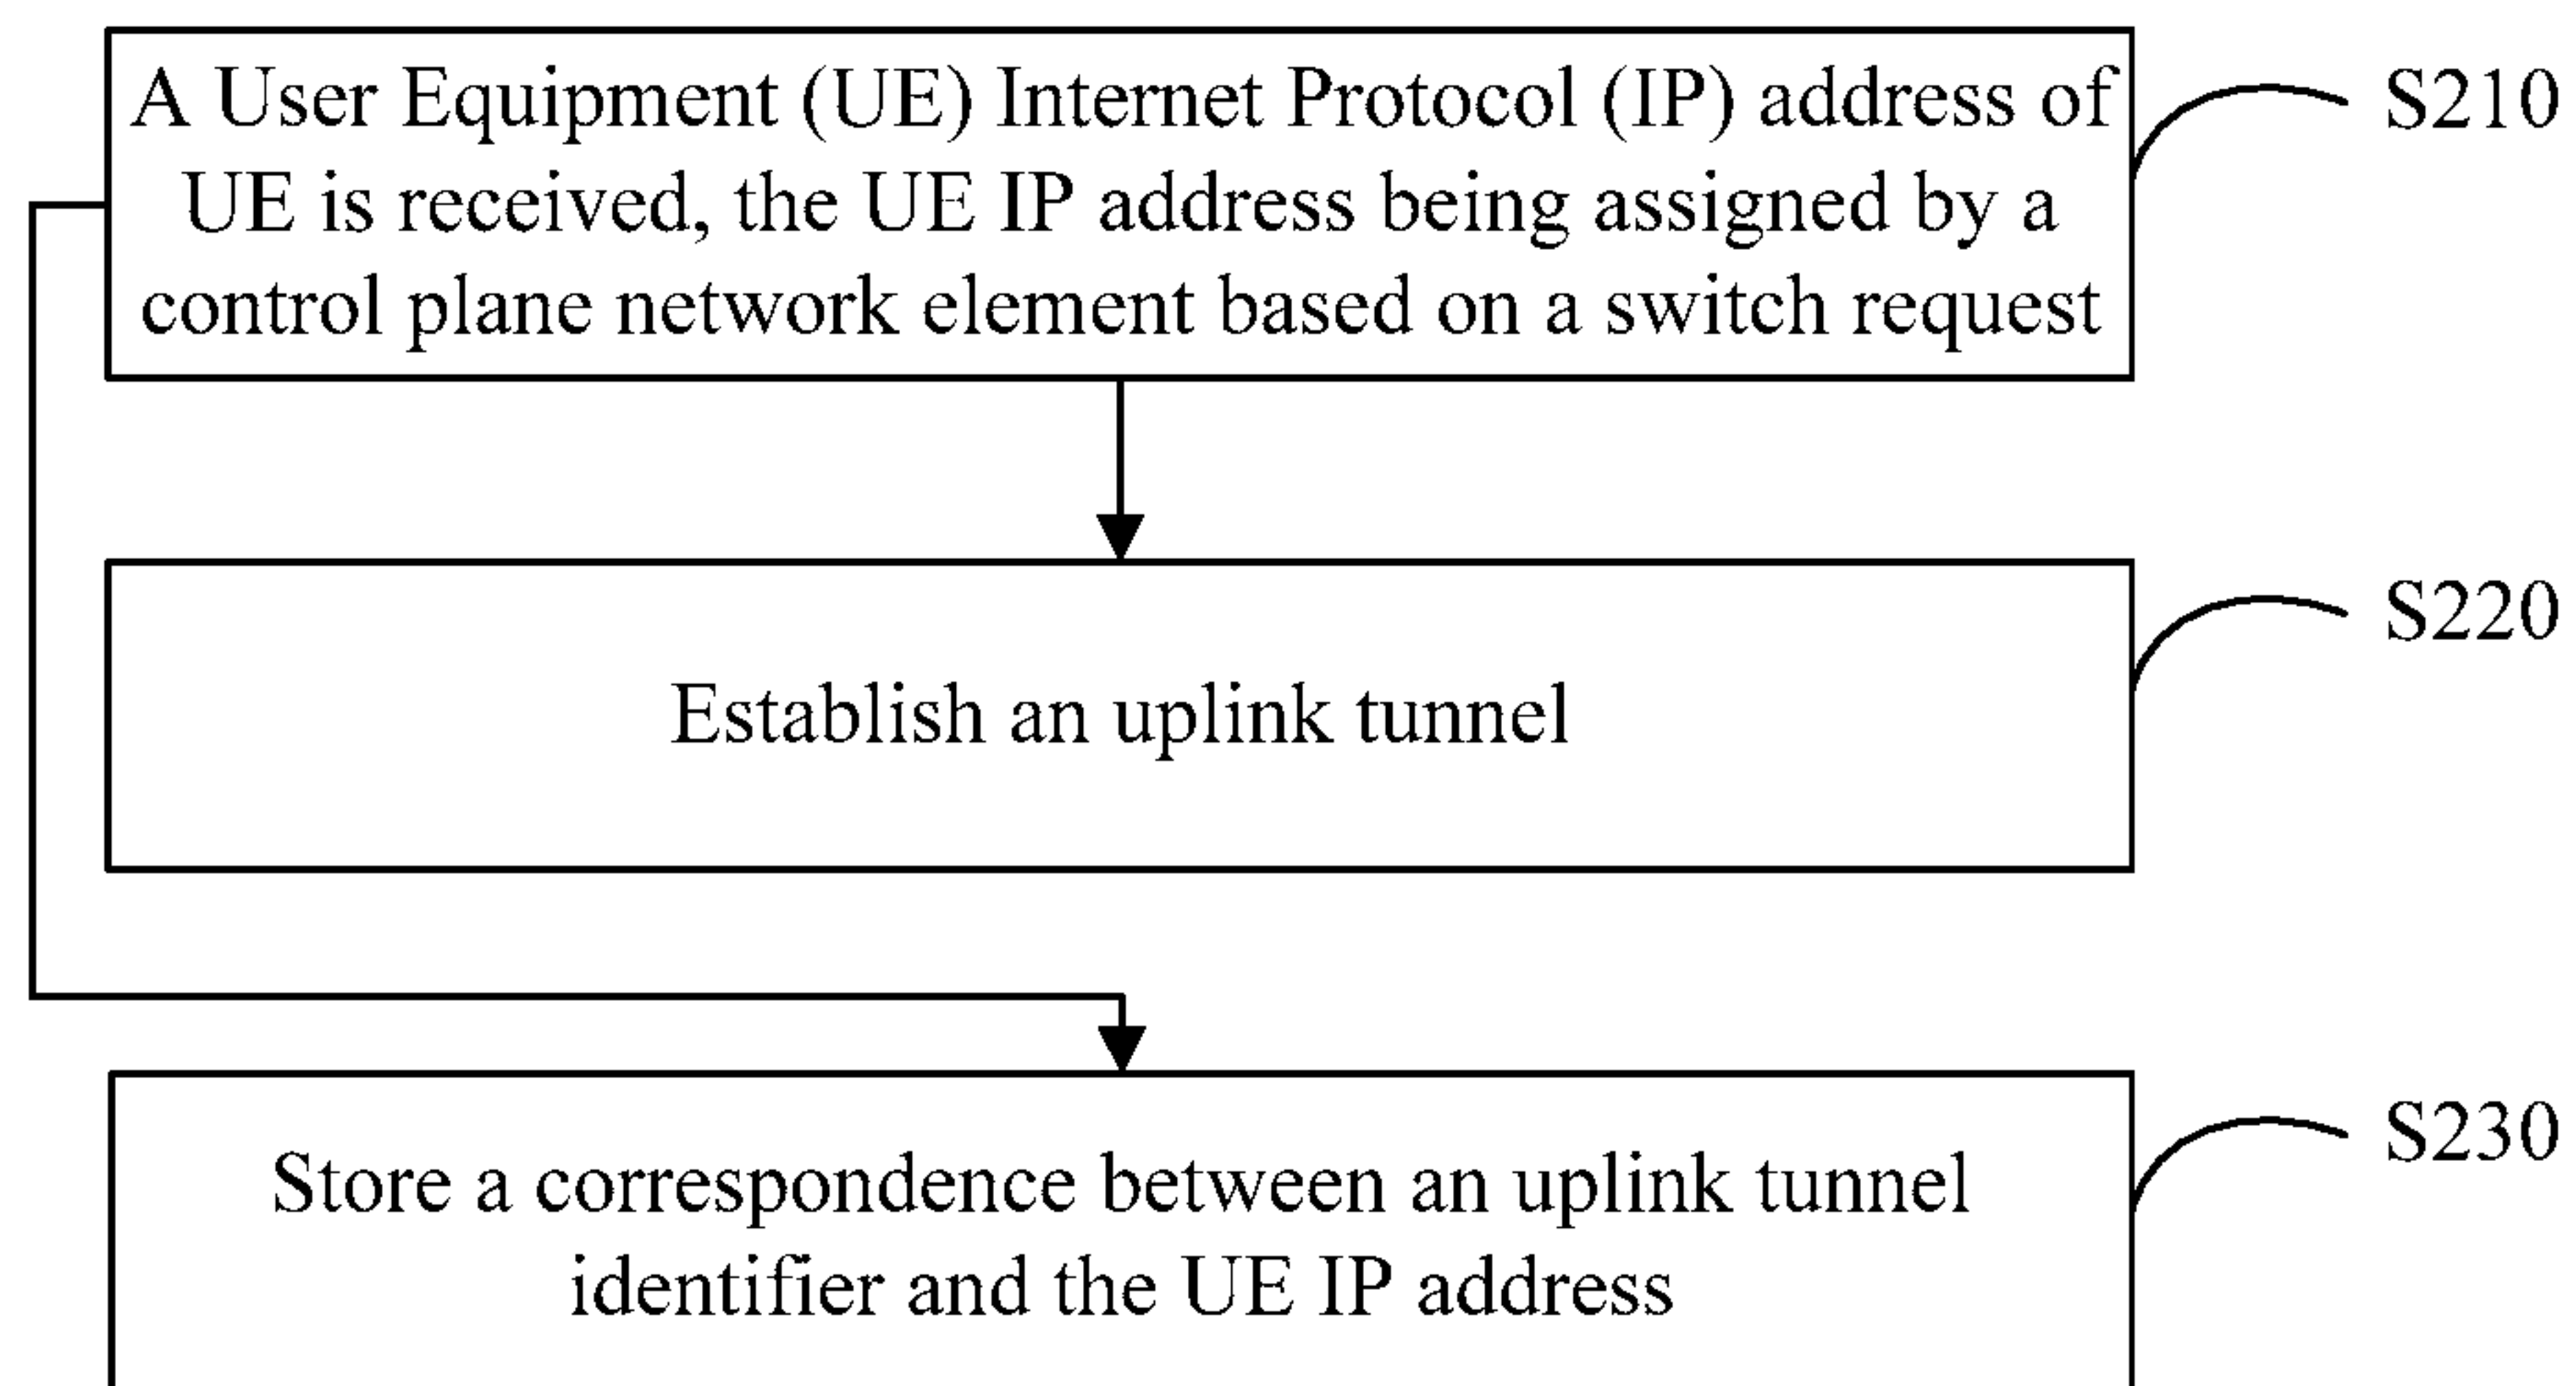 A User Equipment (UE) Internet Protocol (IP) address of
UE is received, the UE IP address being assigned by a
control plane network element based on a switch request
S210
Establish an uplink tunnel
S220
Store a correspondence between an uplink tunnel
identifier and the UE IP address
S230